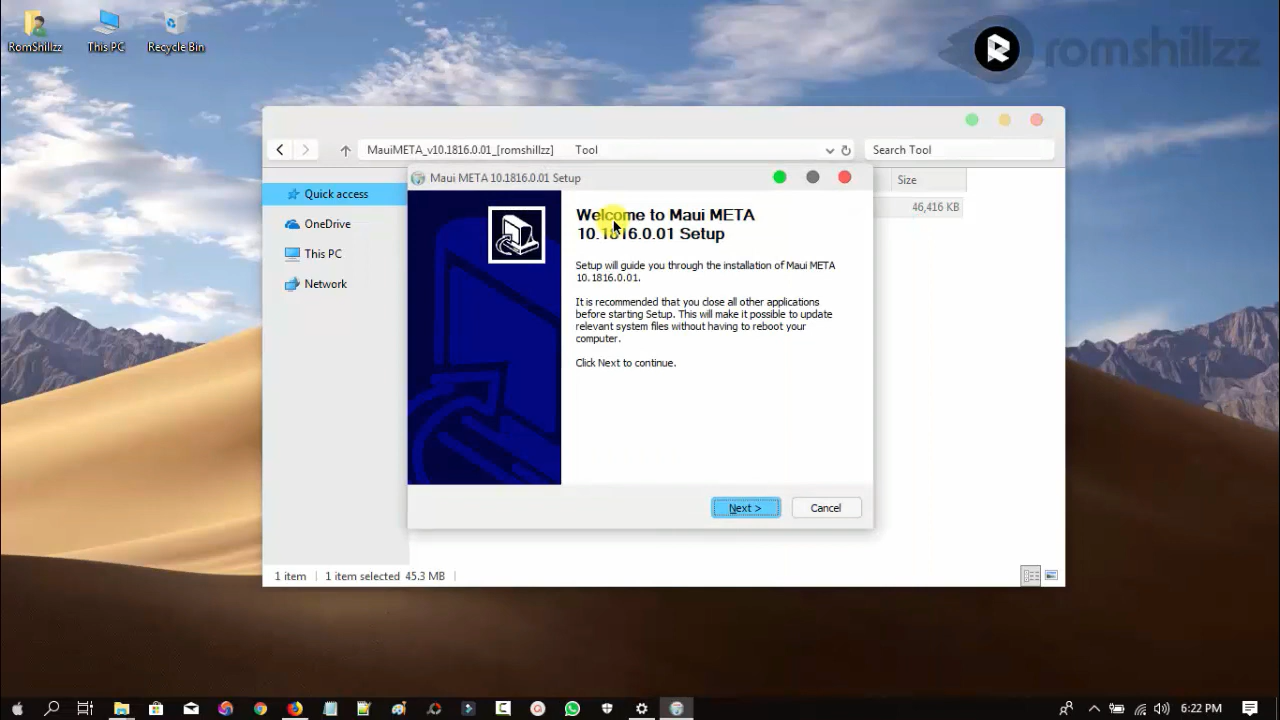 RomShillzz
This PC
Recycle Bin
romshillzz
MauiMETA_v10.1816.0.01_[romshillzz]
Tool
Search Tool
Maui META 10.1816.0.01 Setup
Size
Quick access
46,416 KB
OneDrive
This PC
Network
Welcome to Maui META
10.1816.0.01 Setup
Setup will guide you through the installation of Maui META
10.1816.0.01.
It is recommended that you close all other applications
before starting Setup. This will make it possible to update
relevant system files without having to reboot your
computer.
Click Next to continue.
Next >
Cancel
1 item
1 item selected 45.3 MB
6:22 PM